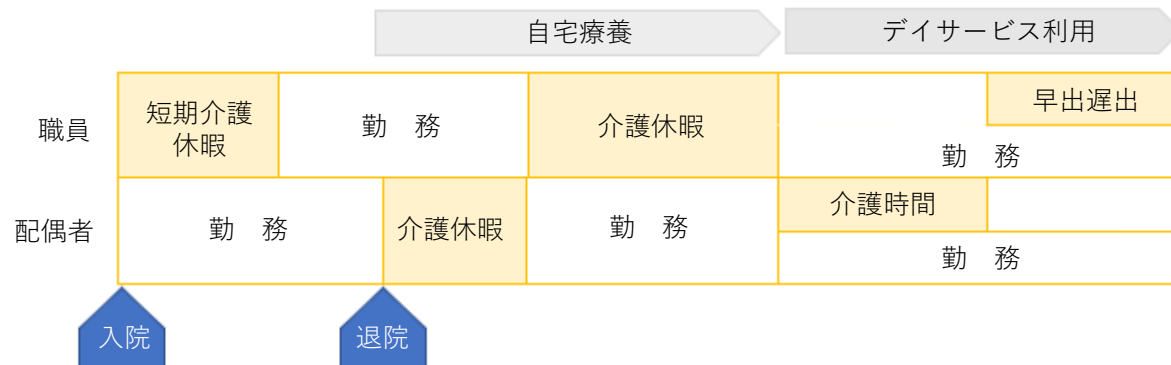 自宅療養
デイサービス利用
職員
短期介護
休暇
勤　務
介護休暇
早出遅出
勤　務
配偶者
勤　務
介護休暇
勤　務
介護時間
勤　務
入院
退院